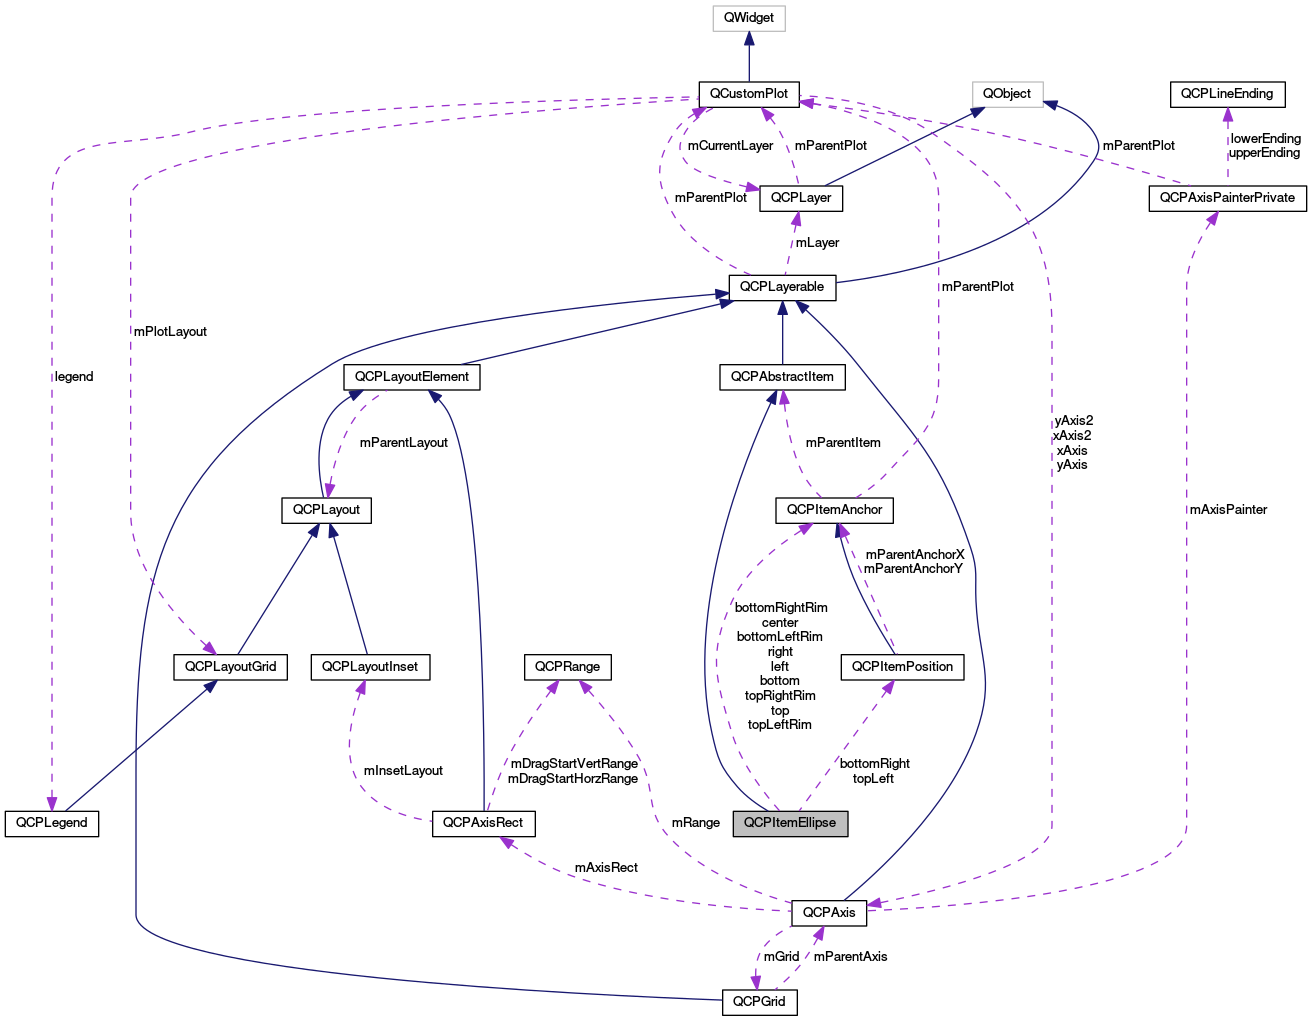 QWidget
QCustomPlot
QObject
QCPLineEnding
mCurrentLayer
mParentPlot
mParentPlot
lowerEnding
upperEnding
mParentPlot
QCPLayer
QCPAxisPainterPrivate
mLayer
QCPLayerable
mParentPlot
mPlotLayout
legend
QCPLayoutElement
QCPAbstractItem
yAxis2
xAxis2
xAxis
yAxis
mParentLayout
mParentItem
QCPLayout
QCPItemAnchor
mAxisPainter
mParentAnchorX
mParentAnchorY
bottomRightRim
center
bottomLeftRim
right
left
bottom
topRightRim
top
topLeftRim
QCPLayoutGrid
QCPLayoutInset
QCPRange
QCPItemPosition
mInsetLayout
mDragStartVertRange
mDragStartHorzRange
bottomRight
topLeft
QCPLegend
QCPAxisRect
mRange
QCPItemEllipse
mAxisRect
QCPAxis
mGrid
mParentAxis
QCPGrid